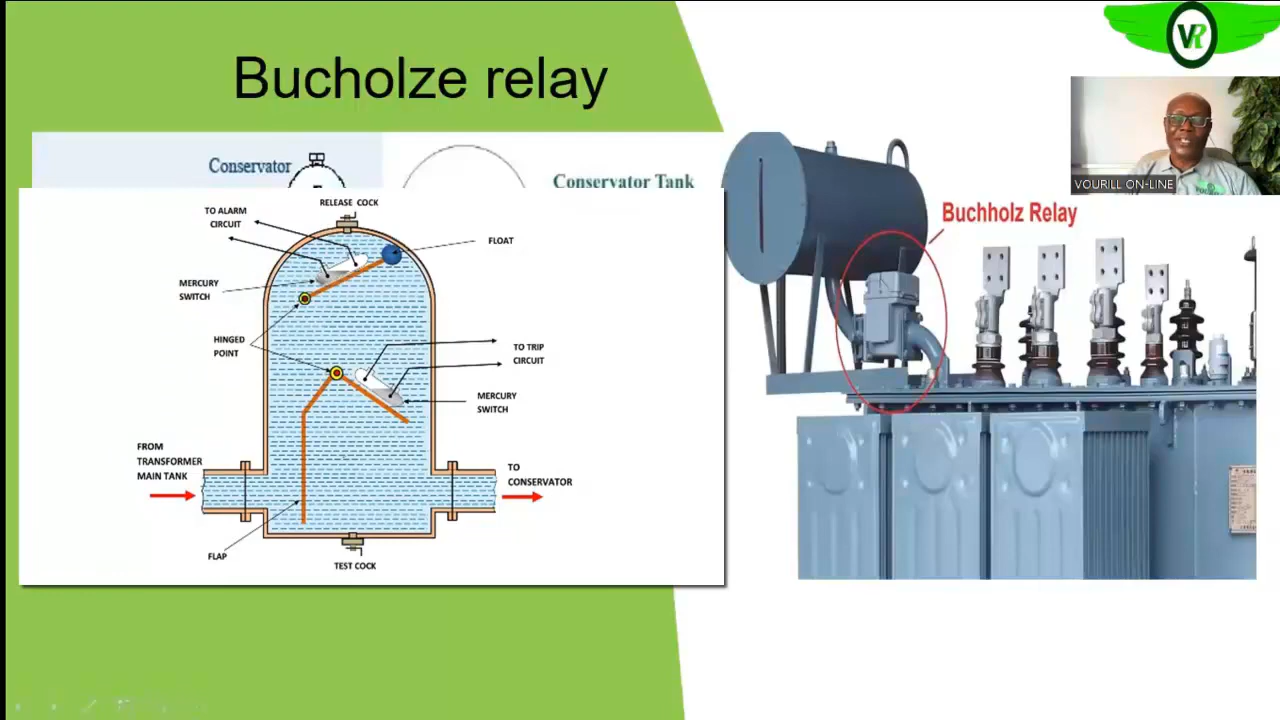 Bucholze relay
VR
VOURILL ON-LINE
Conservator
Conservator Tank
Buchholz Relay
RELEASE COCK
TO ALARM
CIRCUIT
FLOAT
MERCURY
SWITCH
HINGED
POINT
TO TRIP
CIRCUIT
MERCURY
SWITCH
FROM
TRANSFORMER
MAIN TANK
TO
CONSERVATOR
FLAP
TEST COCK